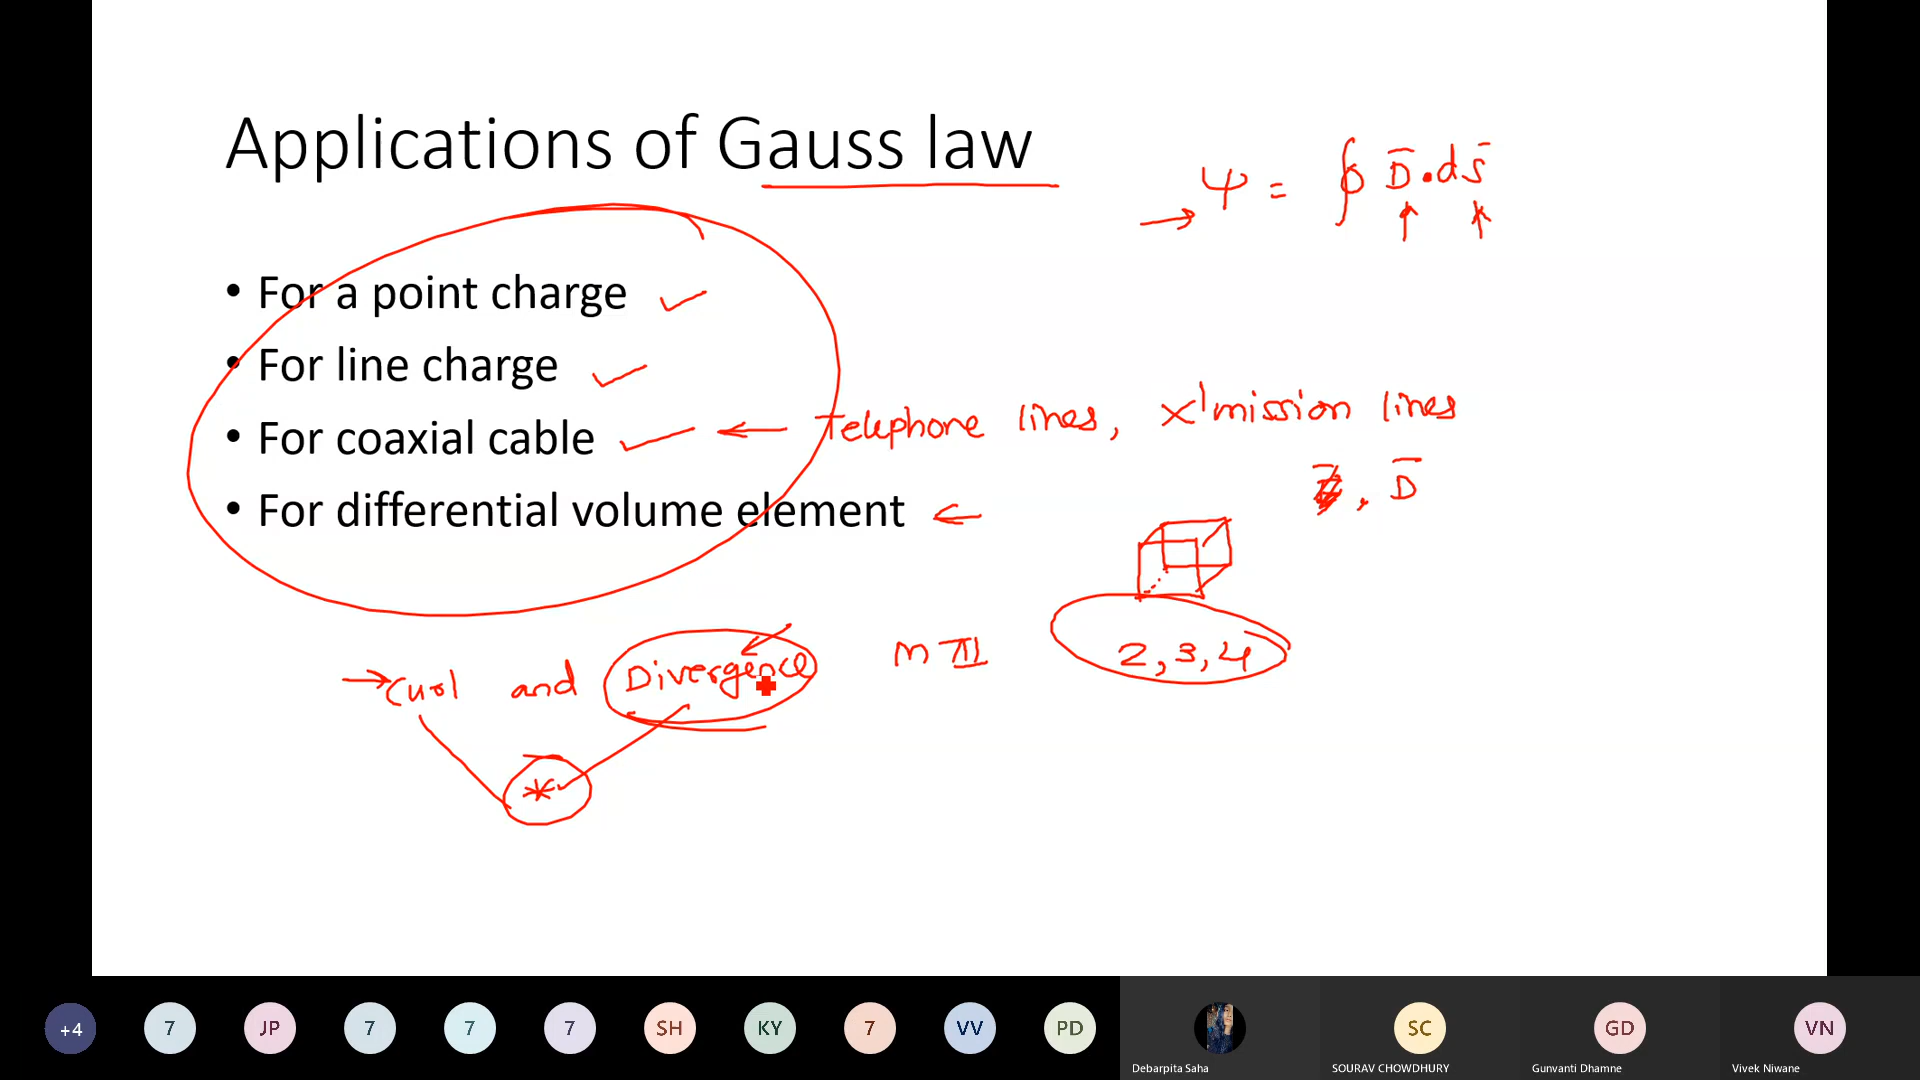 Applications of Gauss law
ψ = ∮ D̅ . dS̅
• For a point charge
• For line charge
• For coaxial cable ← telephone lines, x'mission lines
, D̅
• For differential volume element ←
→ Curl and Divergence M III 2, 3, 4
*
+4 7 JP 7 7 7 SH KY 7 VV PD SC GD VN
Debarpita Saha SOURAV CHOWDHURY Gunvanti Dhamne Vivek Niwane